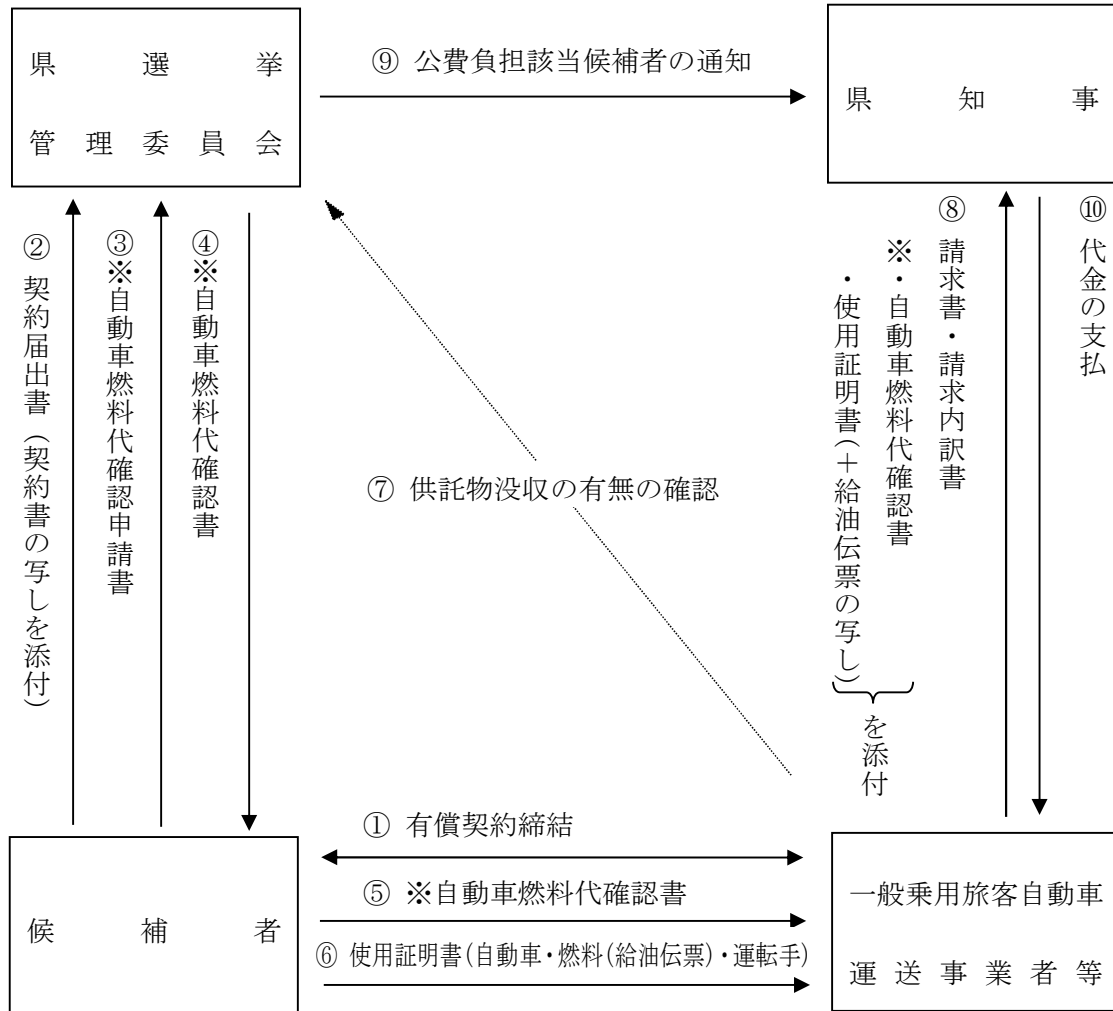 県選挙
管理委員会
⑨ 公費負担該当候補者の通知
県知事
② 契約届出書（契約書の写しを添付）
③※自動車燃料代確認申請書
④※自動車燃料代確認書
⑦ 供託物没収の有無の確認
⑩ 代金の支払
⑧ 請求書・請求内訳書
※・自動車燃料代確認書
・使用証明書(＋給油伝票の写し)
を添付
① 有償契約締結
⑤ ※自動車燃料代確認書
⑥ 使用証明書(自動車・燃料(給油伝票)・運転手)
候補者
一般乗用旅客自動車
運送事業者等